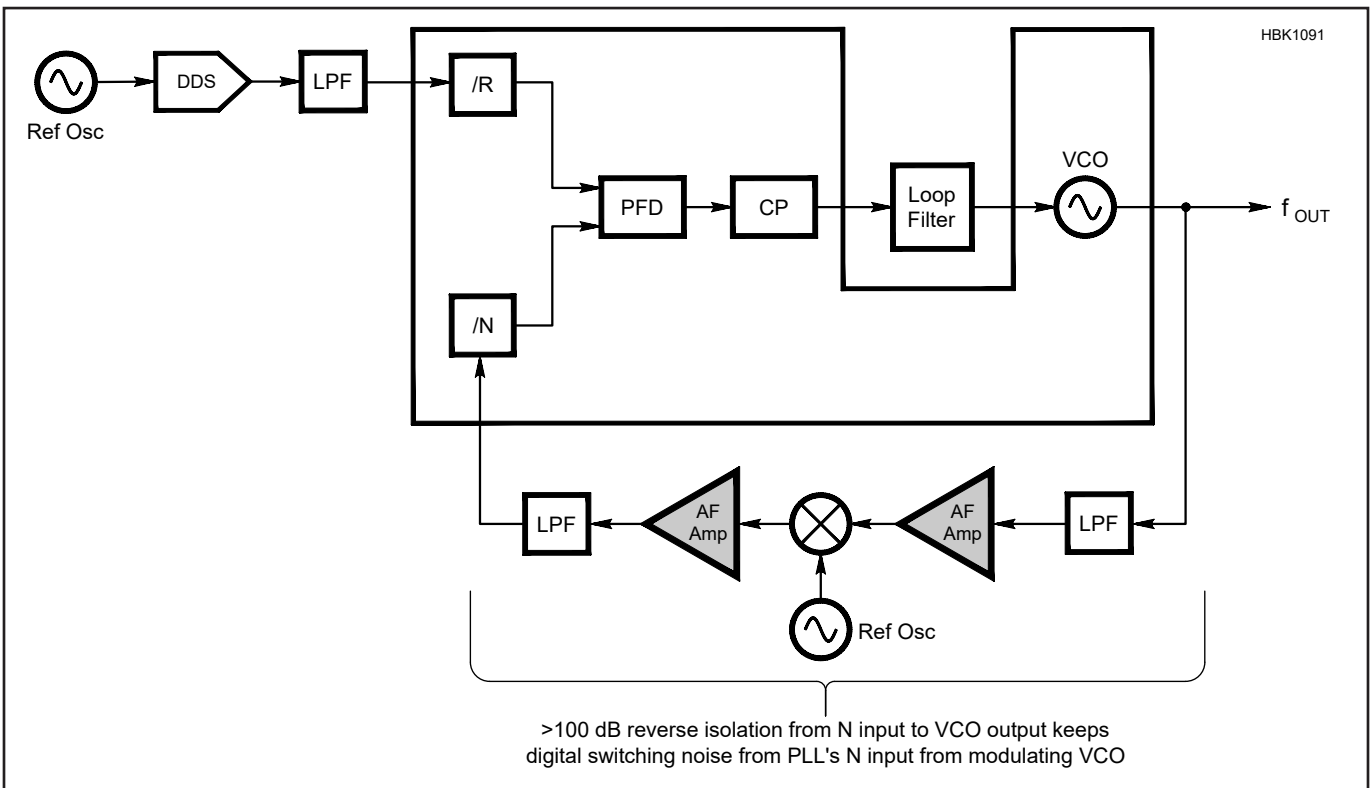 HBK1091
Ref Osc
DDS
LPF
/R
PFD
CP
Loop
Filter
VCO
f OUT
/N
LPF
AF
Amp
AF
Amp
LPF
Ref Osc
>100 dB reverse isolation from N input to VCO output keeps
digital switching noise from PLL's N input from modulating VCO